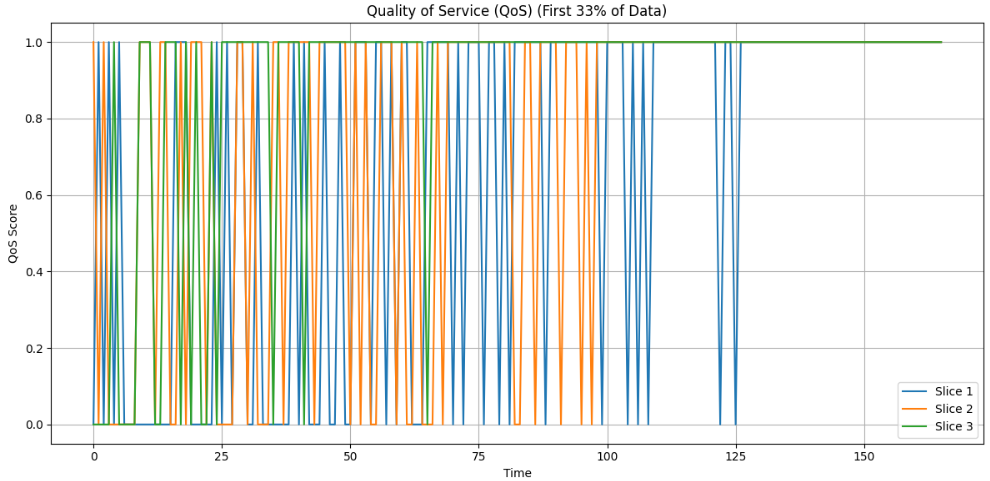 Quality of Service (QoS) (First 33% of Data)
1.0
0.8
0.6
0.4
0.2
0.0
QoS Score
0
25
50
75
100
125
150
Time
Slice 1
Slice 2
Slice 3